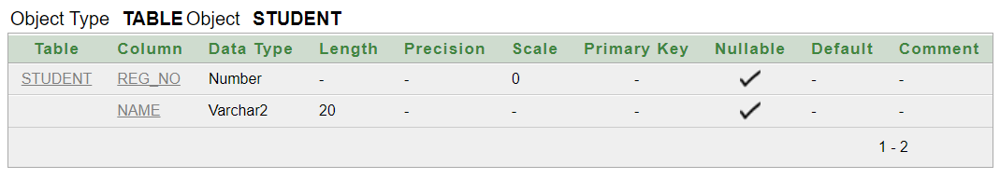 Object Type TABLE Object STUDENT
Table Column Data Type Length Precision Scale Primary Key Nullable Default Comment
STUDENT REG_NO Number - - 0 - ✓ - -
NAME Varchar2 20 - - - ✓ - -
1 - 2